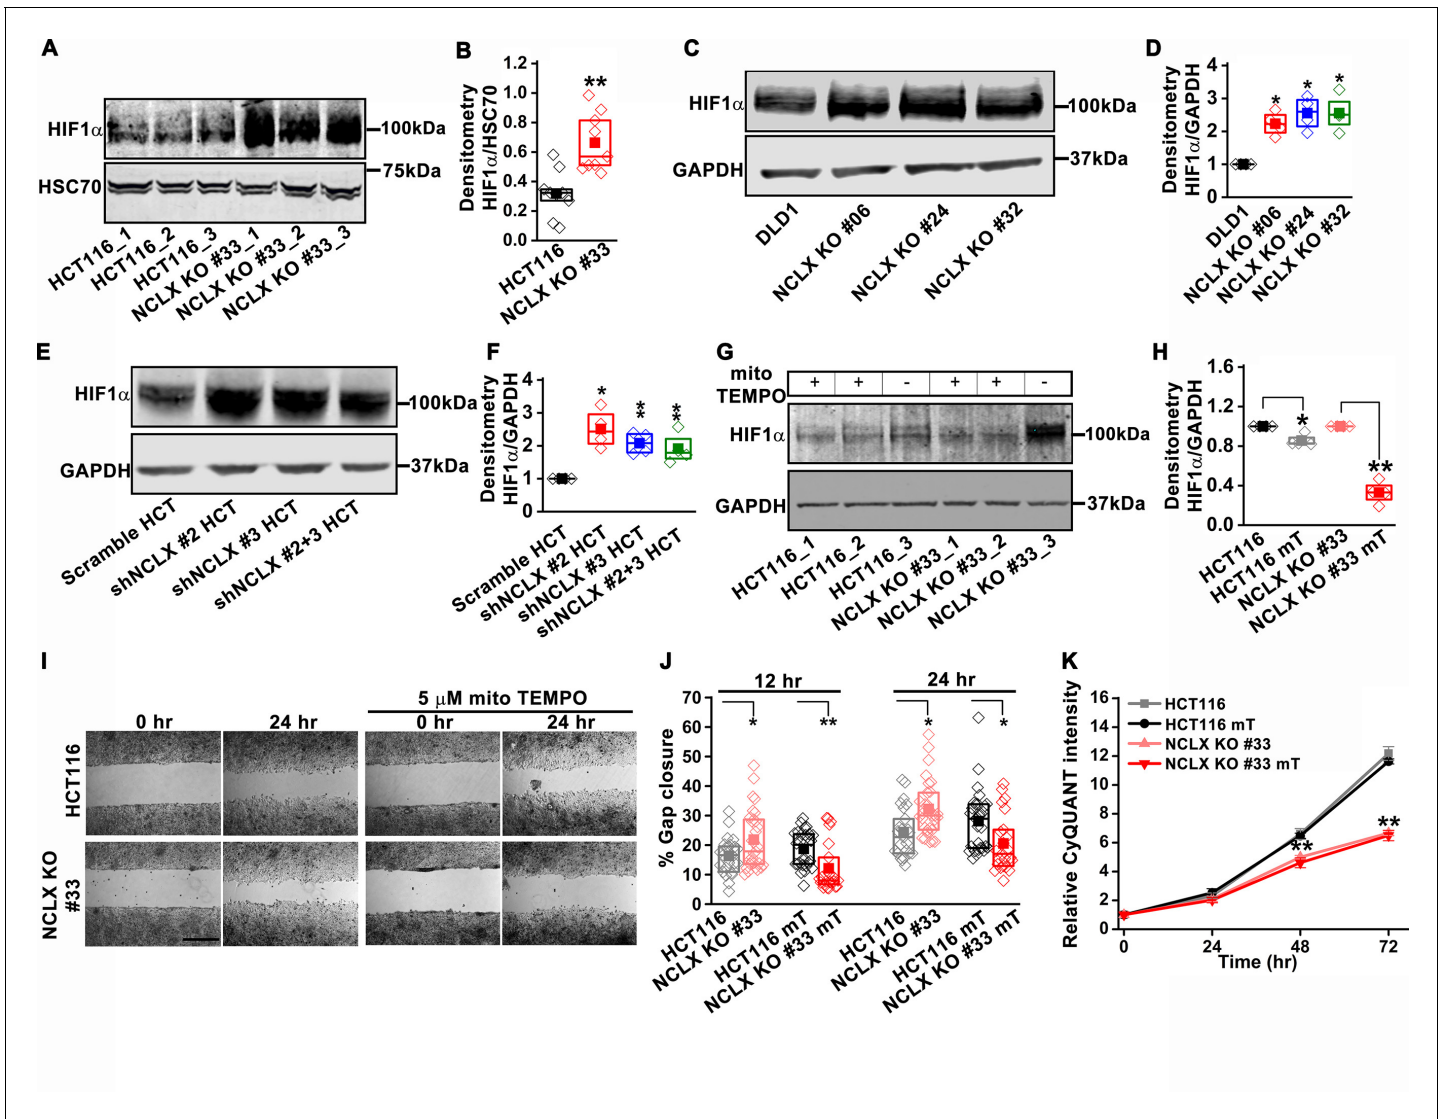 A
HIF1α
100kDa
75kDa
HSC70
HCT116_1
HCT116_2
HCT116_3
NCLX KO #33_1
NCLX KO #33_2
NCLX KO #33_3
B
Densitometry
HIF1α/HSC70
1.2
1.0
0.8
0.6
0.4
0.2
0.0
**
HCT116
NCLX KO #33
C
HIF1α
100kDa
GAPDH
37kDa
DLD1
NCLX KO #06
NCLX KO #24
NCLX KO #32
D
Densitometry
HIF1α/GAPDH
4
3
2
1
0
*
*
*
DLD1
NCLX KO #06
NCLX KO #24
NCLX KO #32
E
HIF1α
100kDa
GAPDH
37kDa
Scramble HCT
shNCLX #2 HCT
shNCLX #3 HCT
shNCLX #2+3 HCT
F
Densitometry
HIF1α/GAPDH
4
3
2
1
0
*
**
**
Scramble HCT
shNCLX #2 HCT
shNCLX #3 HCT
shNCLX #2+3 HCT
G
mito
TEMPO
+ + - + + -
HIF1α
100kDa
GAPDH
37kDa
HCT116_1
HCT116_2
HCT116_3
NCLX KO #33_1
NCLX KO #33_2
NCLX KO #33_3
H
Densitometry
HIF1α/GAPDH
1.6
1.2
0.8
0.4
0.0
*
**
HCT116
HCT116 mT
NCLX KO #33
NCLX KO #33 mT
I
5 μM mito TEMPO
0 hr 24 hr 0 hr 24 hr
HCT116
NCLX KO
#33
J
12 hr 24 hr
% Gap closure
70
60
50
40
30
20
10
0
* ** * *
HCT116
NCLX KO #33
HCT116 mT
NCLX KO #33 mT
HCT116
NCLX KO #33
HCT116 mT
NCLX KO #33 mT
K
Relative CyQUANT intensity
16
14
12
10
8
6
4
2
0
HCT116
HCT116 mT
NCLX KO #33
NCLX KO #33 mT
**
**
0 24 48 72
Time (hr)